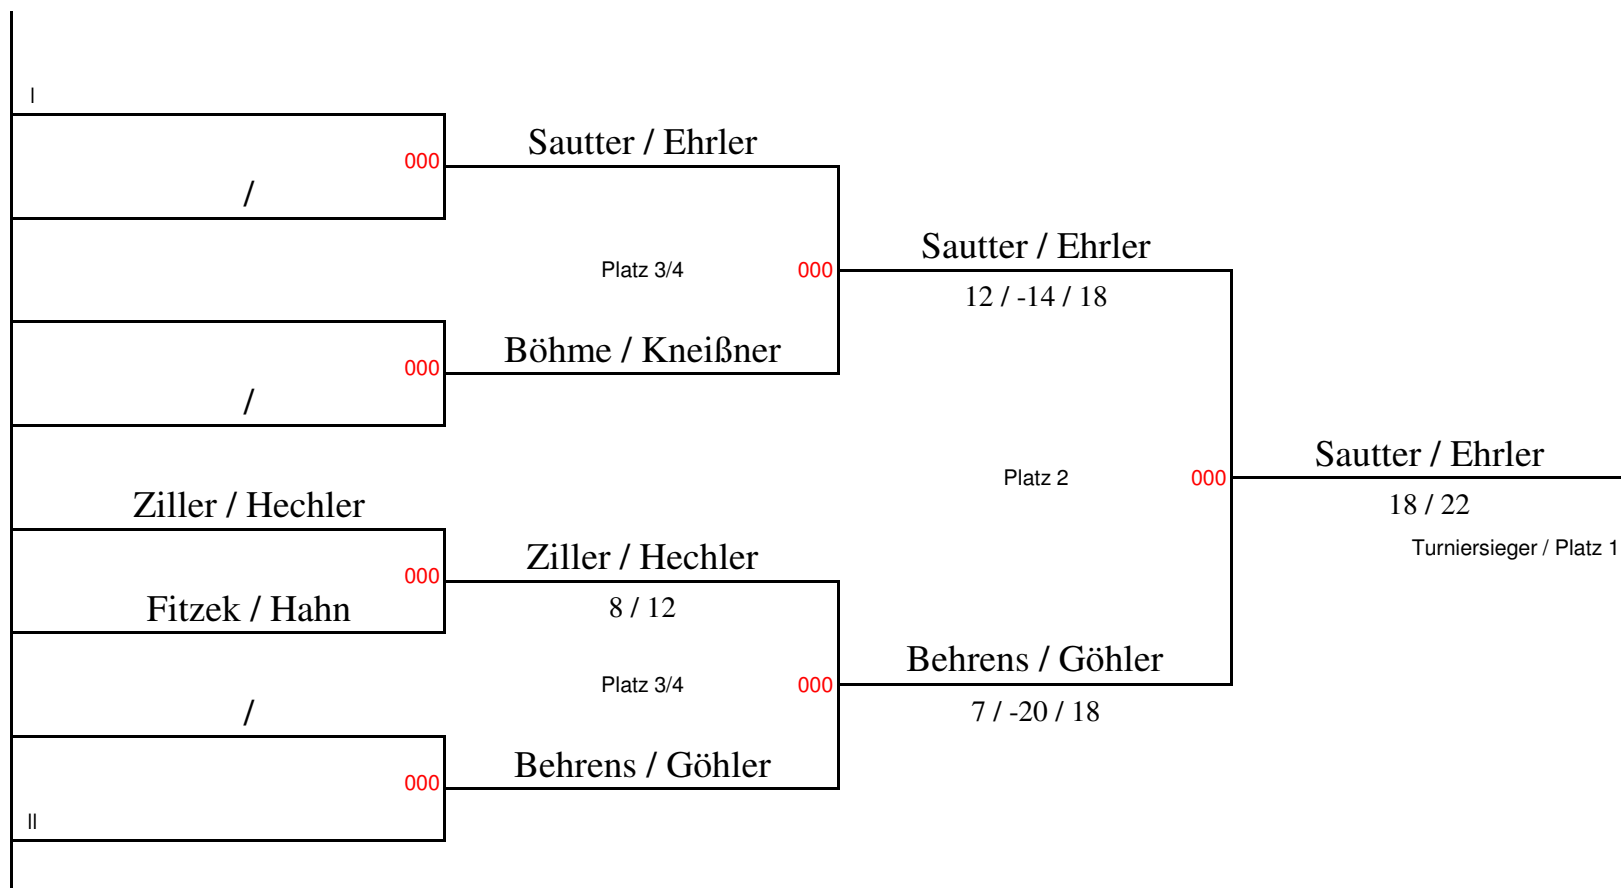 I
000
/
Sautter / Ehrler
Platz 3/4
000
Sautter / Ehrler
12 / -14 / 18
000
/
Böhme / Kneißner
Platz 2
000
Sautter / Ehrler
18 / 22
Turniersieger / Platz 1
Ziller / Hechler
000
Fitzek / Hahn
Ziller / Hechler
8 / 12
Platz 3/4
000
Behrens / Göhler
7 / -20 / 18
/
000
II
Behrens / Göhler